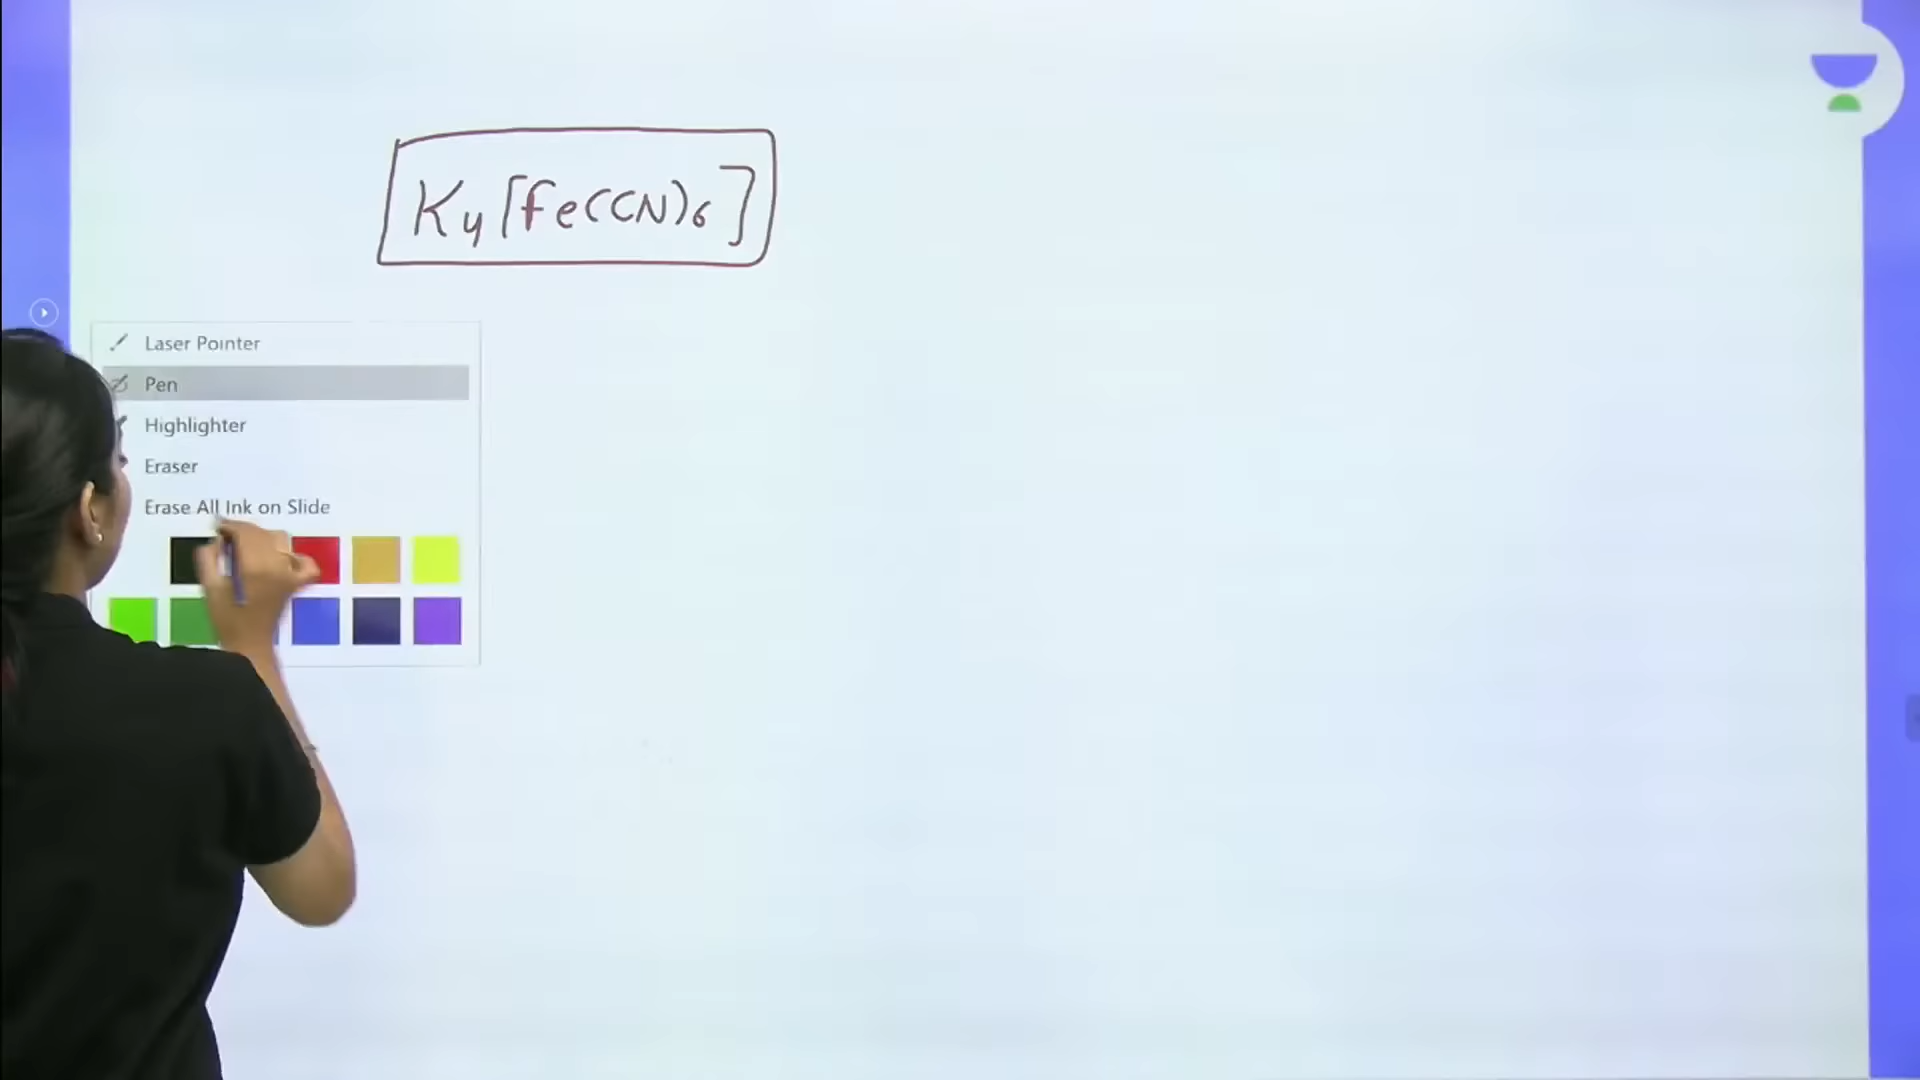 K4[Fe(CN)6]
Laser Pointer
Pen
Highlighter
Eraser
Erase All Ink on Slide